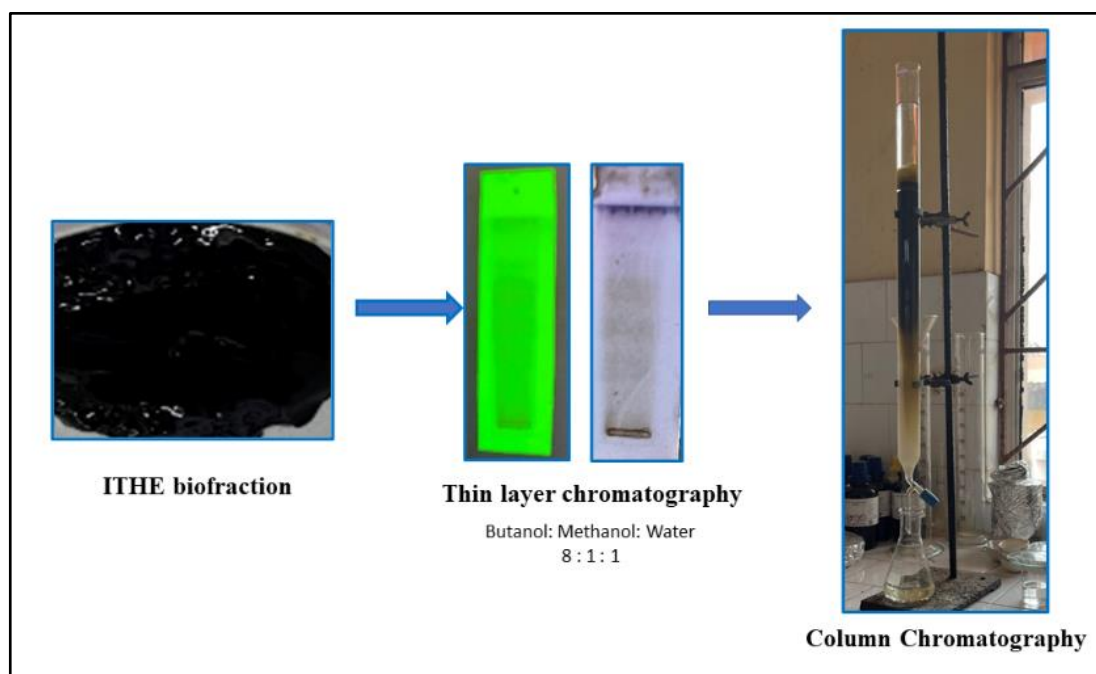 ITHE biofraction
Thin layer chromatography
Butanol: Methanol: Water
8 : 1 : 1
Column Chromatography